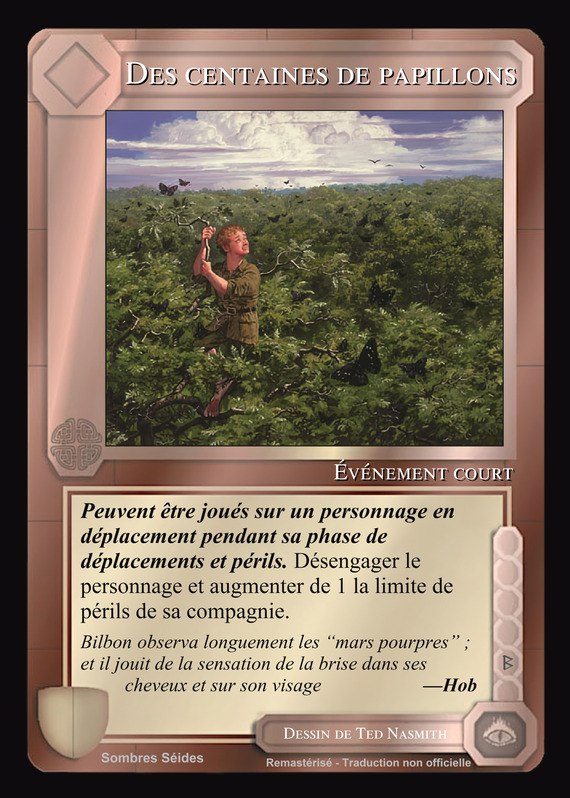 Des centaines de papillons
Événement court
Peuvent être joués sur un personnage en
déplacement pendant sa phase de
déplacements et périls. Désengager le
personnage et augmenter de 1 la limite de
périls de sa compagnie.
Bilbon observa longuement les “mars pourpres” ;
et il jouit de la sensation de la brise dans ses
cheveux et sur son visage —Hob
ᛒ
Dessin de Ted Nasmith
Sombres Séides
Remastérisé - Traduction non officielle